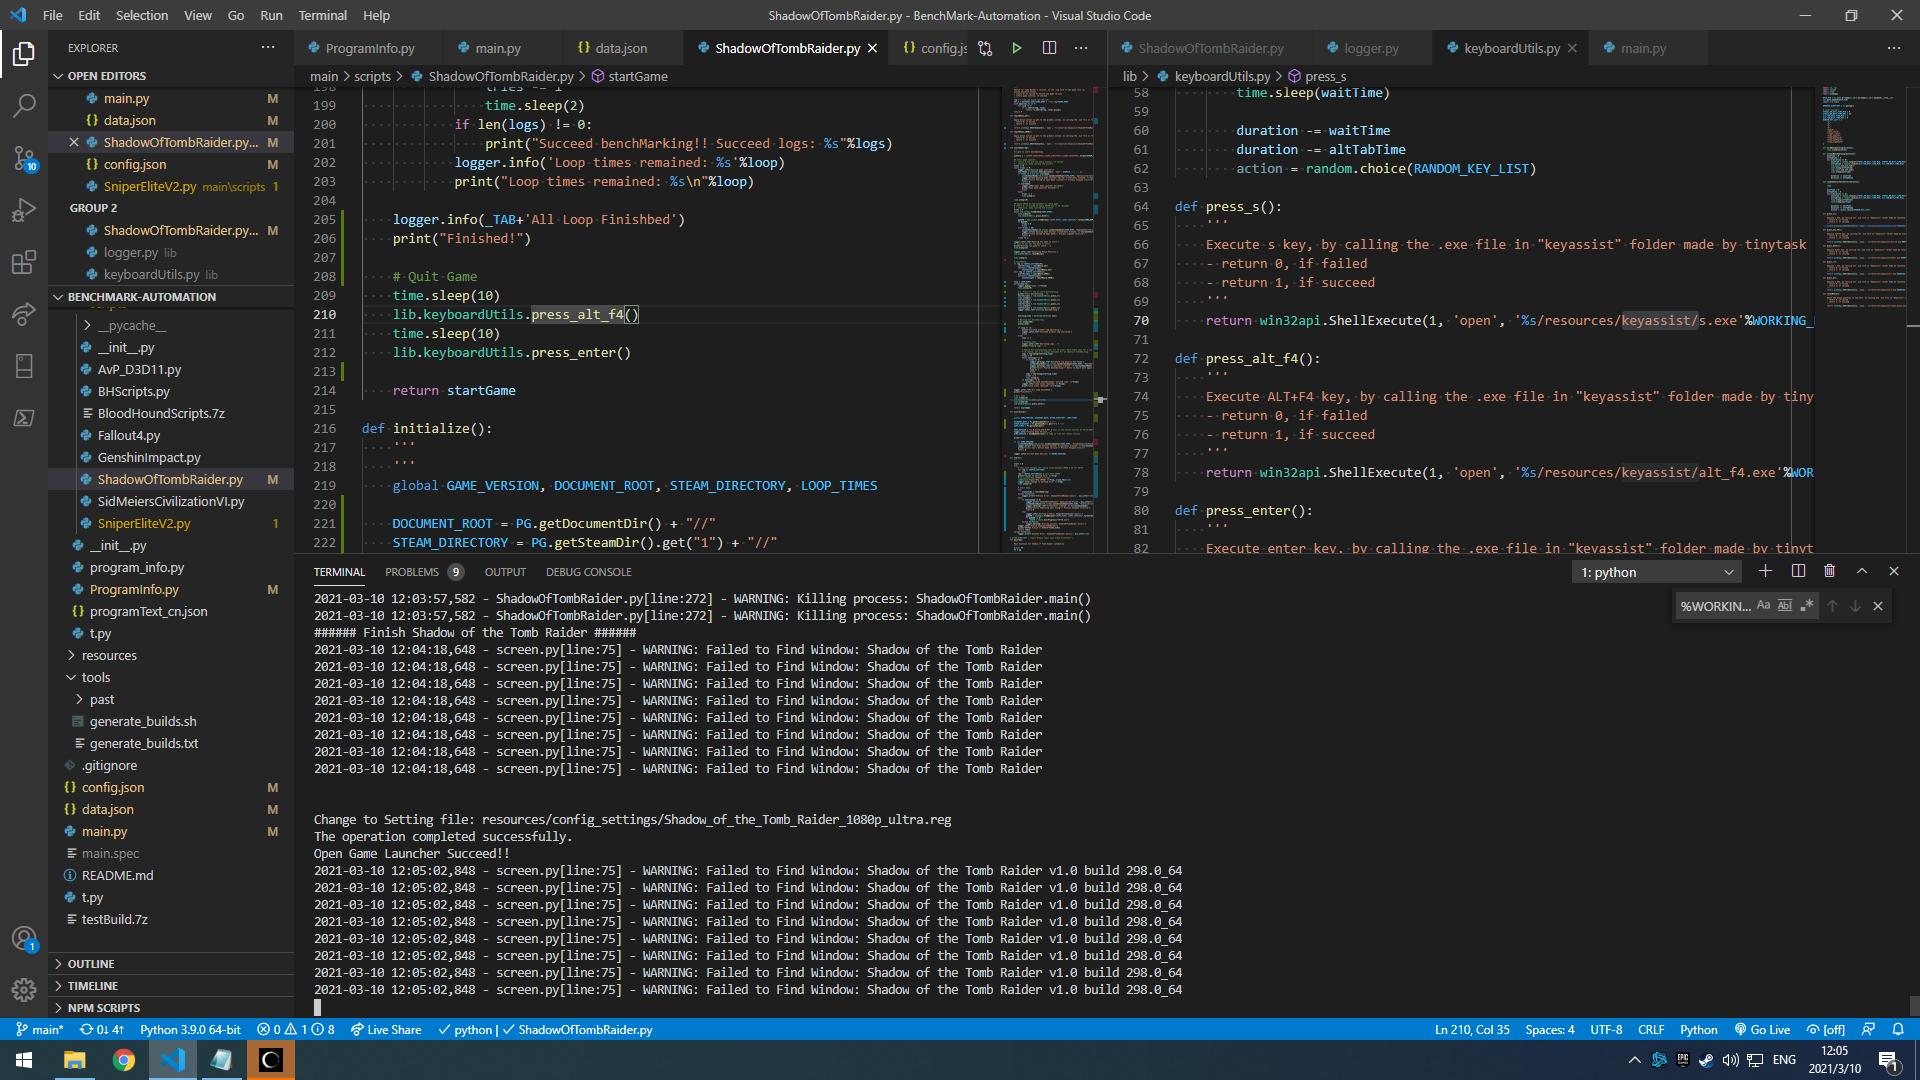 File Edit Selection View Go Run Terminal Help
ShadowOfTombRaider.py - BenchMark-Automation - Visual Studio Code
EXPLORER
OPEN EDITORS
main.py M
data.json M
ShadowOfTombRaider.py... M
config.json M
SniperEliteV2.py main\scripts 1
GROUP 2
ShadowOfTombRaider.py... M
logger.py lib
keyboardUtils.py lib
BENCHMARK-AUTOMATION
__pycache__
__init__.py
AvP_D3D11.py
BHScripts.py
BloodHoundScripts.7z
Fallout4.py
GenshinImpact.py
ShadowOfTombRaider.py M
SidMeiersCivilizationVI.py
SniperEliteV2.py 1
__init__.py
program_info.py
ProgramInfo.py M
programText_cn.json
t.py
resources
tools
past
generate_builds.sh
generate_builds.txt
.gitignore
config.json M
data.json M
main.py M
main.spec
README.md
t.py
testBuild.7z
OUTLINE
TIMELINE
NPM SCRIPTS
ProgramInfo.py main.py data.json ShadowOfTombRaider.py config.js
main > scripts > ShadowOfTombRaider.py > startGame
199 time.sleep(2)
200 if len(logs) != 0:
201 print("Succeed benchMarking!! Succeed logs: %s"%logs)
202 logger.info('Loop times remained: %s'%loop)
203 print("Loop times remained: %s\n"%loop)
204
205 logger.info(_TAB+'All Loop Finishbed')
206 print("Finished!")
207
208 # Quit Game
209 time.sleep(10)
210 lib.keyboardUtils.press_alt_f4()
211 time.sleep(10)
212 lib.keyboardUtils.press_enter()
213
214 return startGame
215
216 def initialize():
217 '''
218 '''
219 global GAME_VERSION, DOCUMENT_ROOT, STEAM_DIRECTORY, LOOP_TIMES
220
221 DOCUMENT_ROOT = PG.getDocumentDir() + "//"
222 STEAM_DIRECTORY = PG.getSteamDir().get("1") + "//"
ShadowOfTombRaider.py logger.py keyboardUtils.py main.py
lib > keyboardUtils.py > press_s
58 time.sleep(waitTime)
59
60 duration -= waitTime
61 duration -= altTabTime
62 action = random.choice(RANDOM_KEY_LIST)
63
64 def press_s():
65 '''
66 Execute s key, by calling the .exe file in "keyassist" folder made by tinytask
67 - return 0, if failed
68 - return 1, if succeed
69 '''
70 return win32api.ShellExecute(1, 'open', '%s/resources/keyassist/s.exe'%WORKING_
71
72 def press_alt_f4():
73 '''
74 Execute ALT+F4 key, by calling the .exe file in "keyassist" folder made by tiny
75 - return 0, if failed
76 - return 1, if succeed
77 '''
78 return win32api.ShellExecute(1, 'open', '%s/resources/keyassist/alt_f4.exe'%WOR
79
80 def press_enter():
81 '''
82 Execute enter key, by calling the .exe file in "keyassist" folder made by tinyt
TERMINAL PROBLEMS 9 OUTPUT DEBUG CONSOLE
1: python
%WORKIN... Aa Abl .*
2021-03-10 12:03:57,582 - ShadowOfTombRaider.py[line:272] - WARNING: Killing process: ShadowOfTombRaider.main()
2021-03-10 12:03:57,582 - ShadowOfTombRaider.py[line:272] - WARNING: Killing process: ShadowOfTombRaider.main()
###### Finish Shadow of the Tomb Raider ######
2021-03-10 12:04:18,648 - screen.py[line:75] - WARNING: Failed to Find Window: Shadow of the Tomb Raider
2021-03-10 12:04:18,648 - screen.py[line:75] - WARNING: Failed to Find Window: Shadow of the Tomb Raider
2021-03-10 12:04:18,648 - screen.py[line:75] - WARNING: Failed to Find Window: Shadow of the Tomb Raider
2021-03-10 12:04:18,648 - screen.py[line:75] - WARNING: Failed to Find Window: Shadow of the Tomb Raider
2021-03-10 12:04:18,648 - screen.py[line:75] - WARNING: Failed to Find Window: Shadow of the Tomb Raider
2021-03-10 12:04:18,648 - screen.py[line:75] - WARNING: Failed to Find Window: Shadow of the Tomb Raider
2021-03-10 12:04:18,648 - screen.py[line:75] - WARNING: Failed to Find Window: Shadow of the Tomb Raider
2021-03-10 12:04:18,648 - screen.py[line:75] - WARNING: Failed to Find Window: Shadow of the Tomb Raider
Change to Setting file: resources/config_settings/Shadow_of_the_Tomb_Raider_1080p_ultra.reg
The operation completed successfully.
Open Game Launcher Succeed!!
2021-03-10 12:05:02,848 - screen.py[line:75] - WARNING: Failed to Find Window: Shadow of the Tomb Raider v1.0 build 298.0_64
2021-03-10 12:05:02,848 - screen.py[line:75] - WARNING: Failed to Find Window: Shadow of the Tomb Raider v1.0 build 298.0_64
2021-03-10 12:05:02,848 - screen.py[line:75] - WARNING: Failed to Find Window: Shadow of the Tomb Raider v1.0 build 298.0_64
2021-03-10 12:05:02,848 - screen.py[line:75] - WARNING: Failed to Find Window: Shadow of the Tomb Raider v1.0 build 298.0_64
2021-03-10 12:05:02,848 - screen.py[line:75] - WARNING: Failed to Find Window: Shadow of the Tomb Raider v1.0 build 298.0_64
2021-03-10 12:05:02,848 - screen.py[line:75] - WARNING: Failed to Find Window: Shadow of the Tomb Raider v1.0 build 298.0_64
2021-03-10 12:05:02,848 - screen.py[line:75] - WARNING: Failed to Find Window: Shadow of the Tomb Raider v1.0 build 298.0_64
2021-03-10 12:05:02,848 - screen.py[line:75] - WARNING: Failed to Find Window: Shadow of the Tomb Raider v1.0 build 298.0_64
main* 0↓ 4↑ Python 3.9.0 64-bit 0 1 8 Live Share python | ShadowOfTombRaider.py
Ln 210, Col 35 Spaces: 4 UTF-8 CRLF Python Go Live [off]
ENG
12:05
2021/3/10